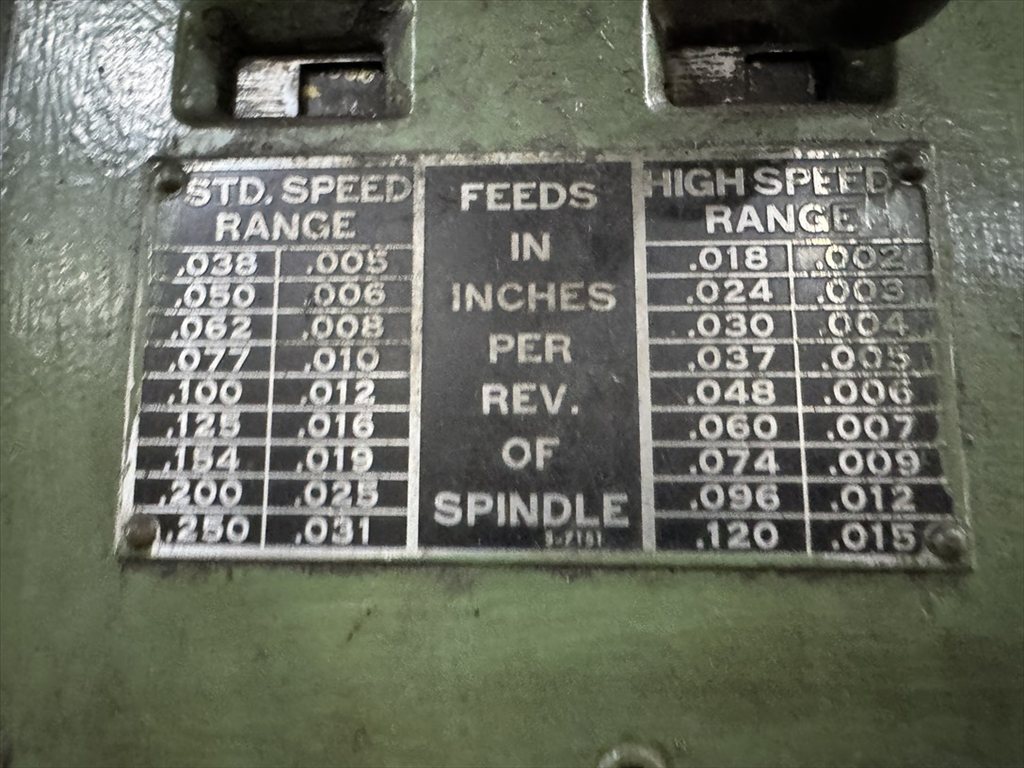 STD. SPEED
RANGE
.038 .005
.050 .006
.062 .008
.077 .010
.100 .012
.125 .016
.154 .019
.200 .025
.250 .031
FEEDS
IN
INCHES
PER
REV.
OF
SPINDLE
HIGH SPEED
RANGE
.018 .002
.024 .003
.030 .004
.037 .005
.048 .006
.060 .007
.074 .009
.096 .012
.120 .015